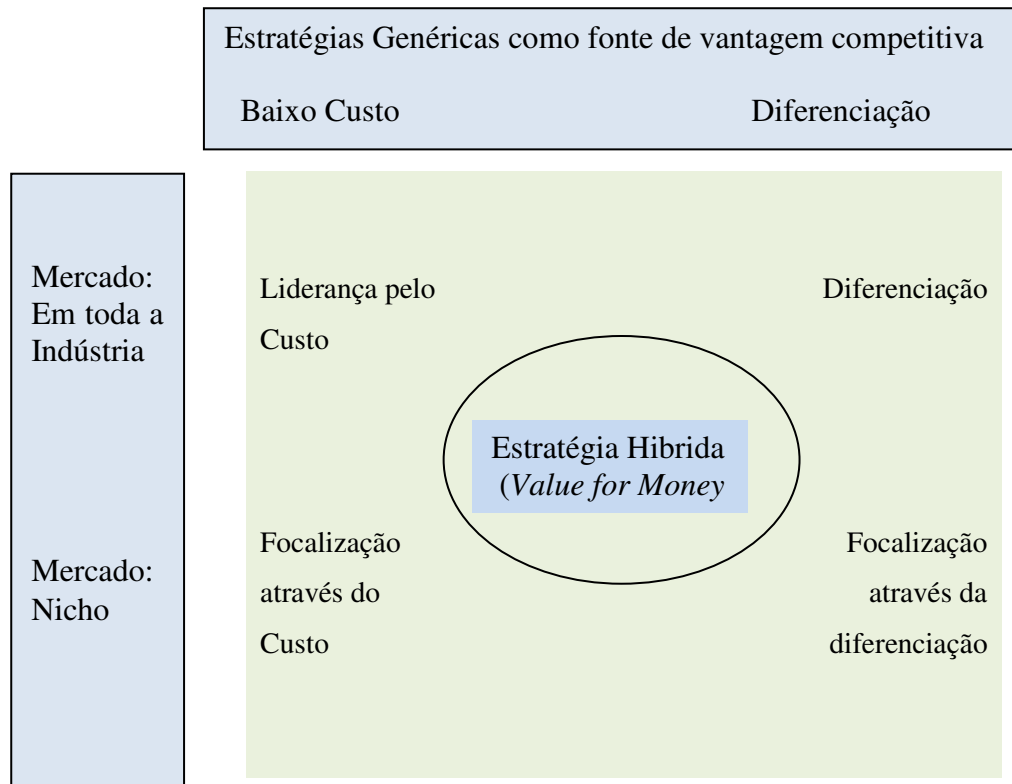 Estratégias Genéricas como fonte de vantagem competitiva
Baixo Custo Diferenciação
Mercado:
Em toda a
Indústria
Liderança pelo
Custo
Diferenciação
Estratégia Hibrida
(Value for Money
Mercado:
Nicho
Focalização
através do
Custo
Focalização
através da
diferenciação